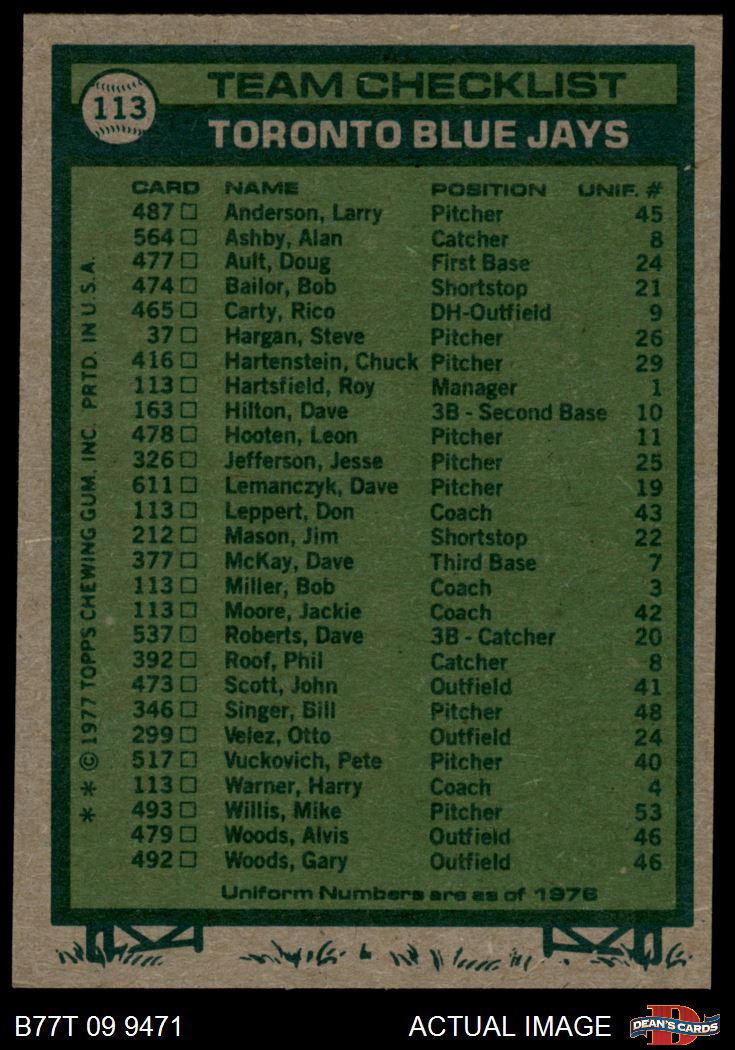 113
TEAM CHECKLIST
TORONTO BLUE JAYS
CARD NAME POSITION UNIF. #
487 Anderson, Larry Pitcher 45
564 Ashby, Alan Catcher 8
477 Ault, Doug First Base 24
474 Bailor, Bob Shortstop 21
465 Carty, Rico DH-Outfield 9
37 Hargan, Steve Pitcher 26
416 Hartenstein, Chuck Pitcher 29
113 Hartsfield, Roy Manager 1
163 Hilton, Dave 3B - Second Base 10
478 Hooten, Leon Pitcher 11
326 Jefferson, Jesse Pitcher 25
611 Lemanczyk, Dave Pitcher 19
113 Leppert, Don Coach 43
212 Mason, Jim Shortstop 22
377 McKay, Dave Third Base 7
113 Miller, Bob Coach 3
113 Moore, Jackie Coach 42
537 Roberts, Dave 3B - Catcher 20
392 Roof, Phil Catcher 8
473 Scott, John Outfield 41
346 Singer, Bill Pitcher 48
299 Velez, Otto Outfield 24
517 Vuckovich, Pete Pitcher 40
113 Warner, Harry Coach 4
493 Willis, Mike Pitcher 53
479 Woods, Alvis Outfield 46
492 Woods, Gary Outfield 46
Uniform Numbers are as of 1976
* * © 1977 TOPPS CHEWING GUM, INC. PRTD. IN U.S.A.
B77T 09 9471
ACTUAL IMAGE
D
DEAN'S CARDS